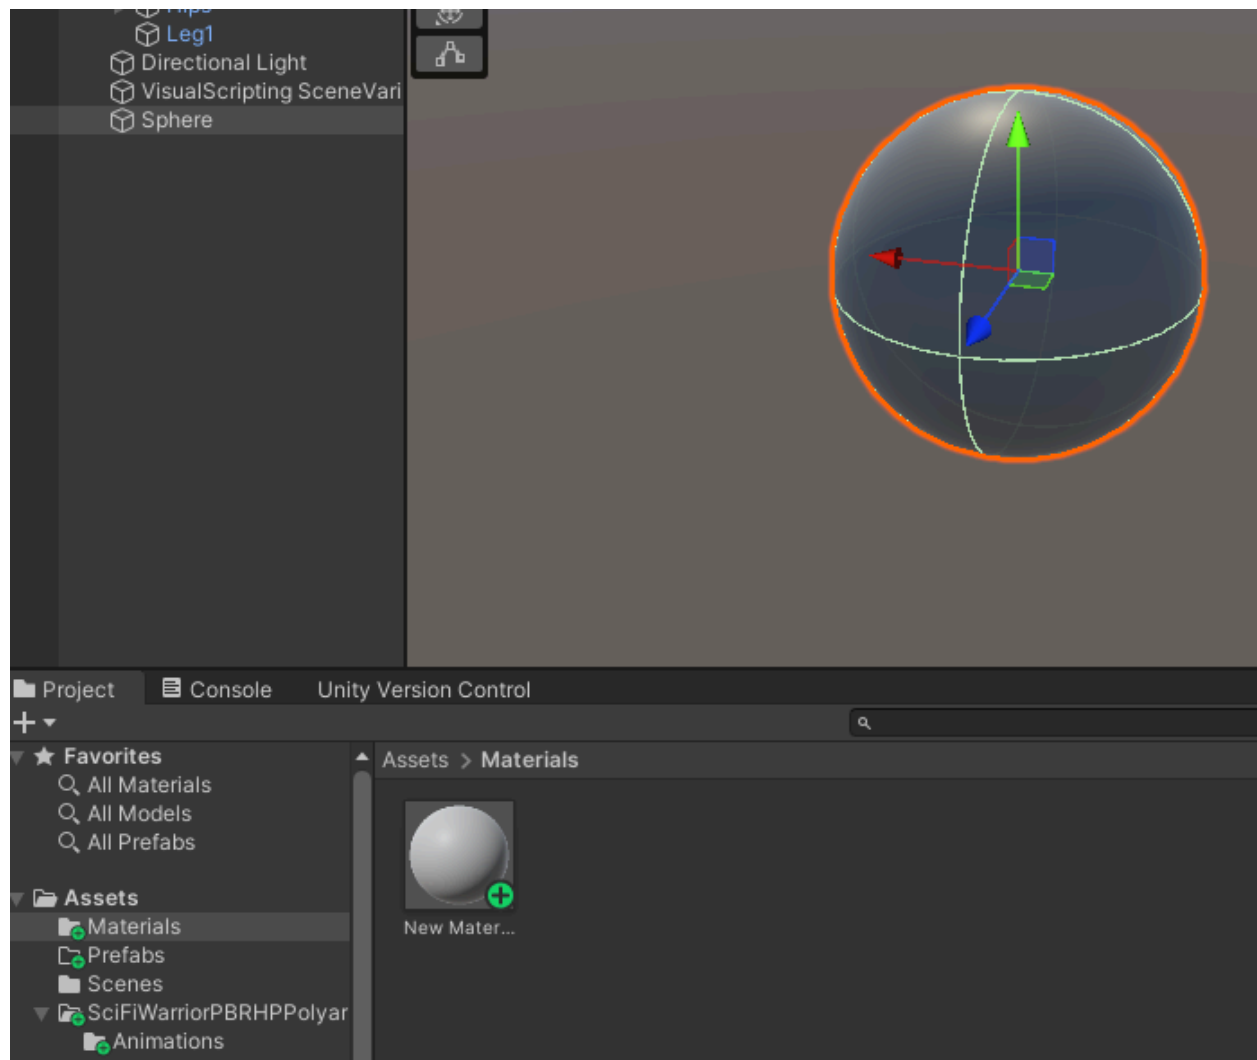 Leg1
Directional Light
VisualScripting SceneVari
Sphere
Project Console Unity Version Control
Favorites
All Materials
All Models
All Prefabs
Assets
Materials
Prefabs
Scenes
SciFiWarriorPBRHPPolyar
Animations
Assets > Materials
New Mater...